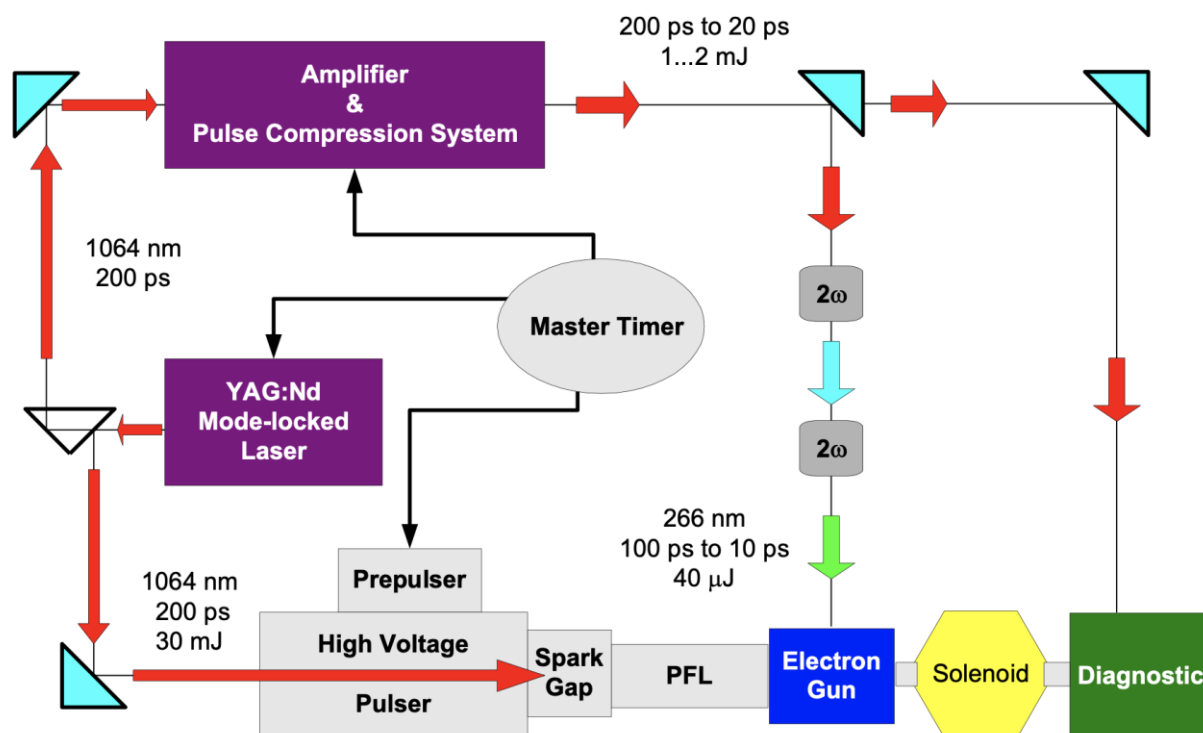 200 ps to 20 ps
1...2 mJ
Amplifier
&
Pulse Compression System
1064 nm
200 ps
2ω
Master Timer
YAG:Nd
Mode-locked
Laser
2ω
266 nm
100 ps to 10 ps
40 μJ
Prepulser
1064 nm
200 ps
30 mJ
High Voltage
Pulser
Spark
Gap
PFL
Electron
Gun
Solenoid
Diagnostic